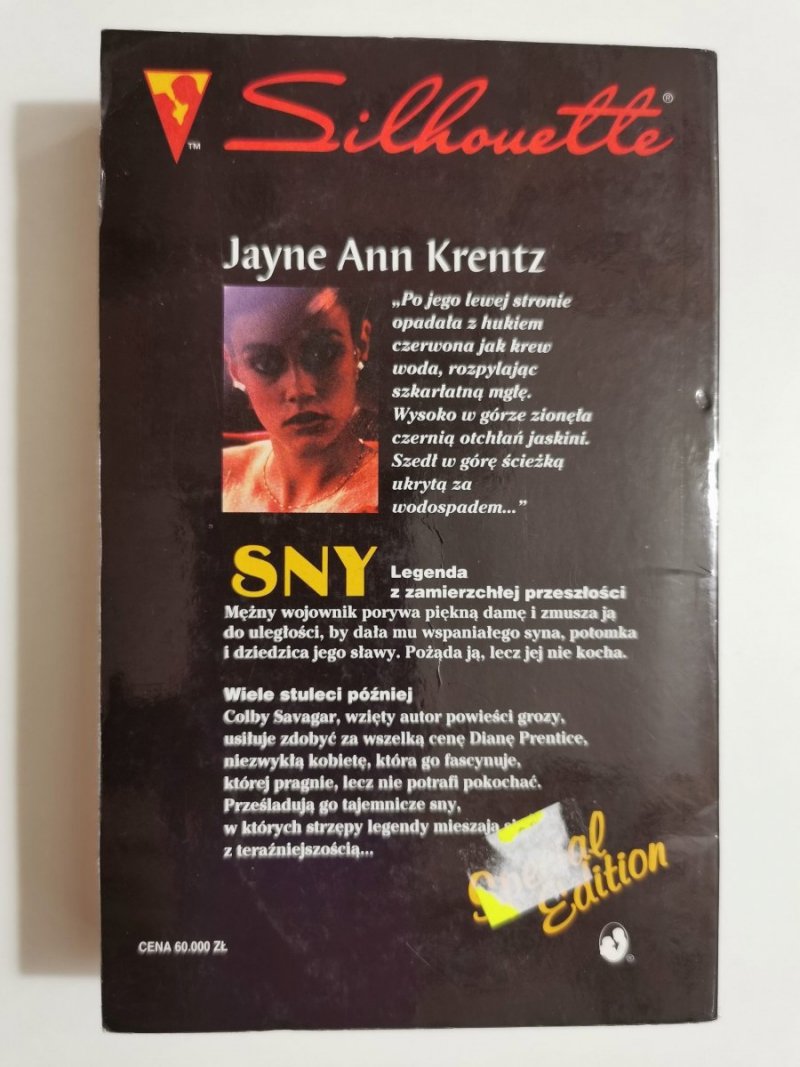 Silhouette®
TM
Jayne Ann Krentz
„Po jego lewej stronie
opadała z hukiem
czerwona jak krew
woda, rozpylając
szkarłatną mgłę.
Wysoko w górze zionęła
czernią otchłań jaskini.
Szedł w górę ścieżką
ukrytą za
wodospadem..."
SNY
Legenda
z zamierzchłej przeszłości
Mężny wojownik porywa piękną damę i zmusza ją
do uległości, by dała mu wspaniałego syna, potomka
i dziedzica jego sławy. Pożąda ją, lecz jej nie kocha.
Wiele stuleci później
Colby Savagar, wzięty autor powieści grozy,
usiłuje zdobyć za wszelką cenę Dianę Prentice,
niezwykłą kobietę, która go fascynuje,
której pragnie, lecz nie potrafi pokochać.
Prześladują go tajemnicze sny,
w których strzępy legendy mieszają
z teraźniejszością...
Special
Edition
CENA 60.000 ZŁ
®